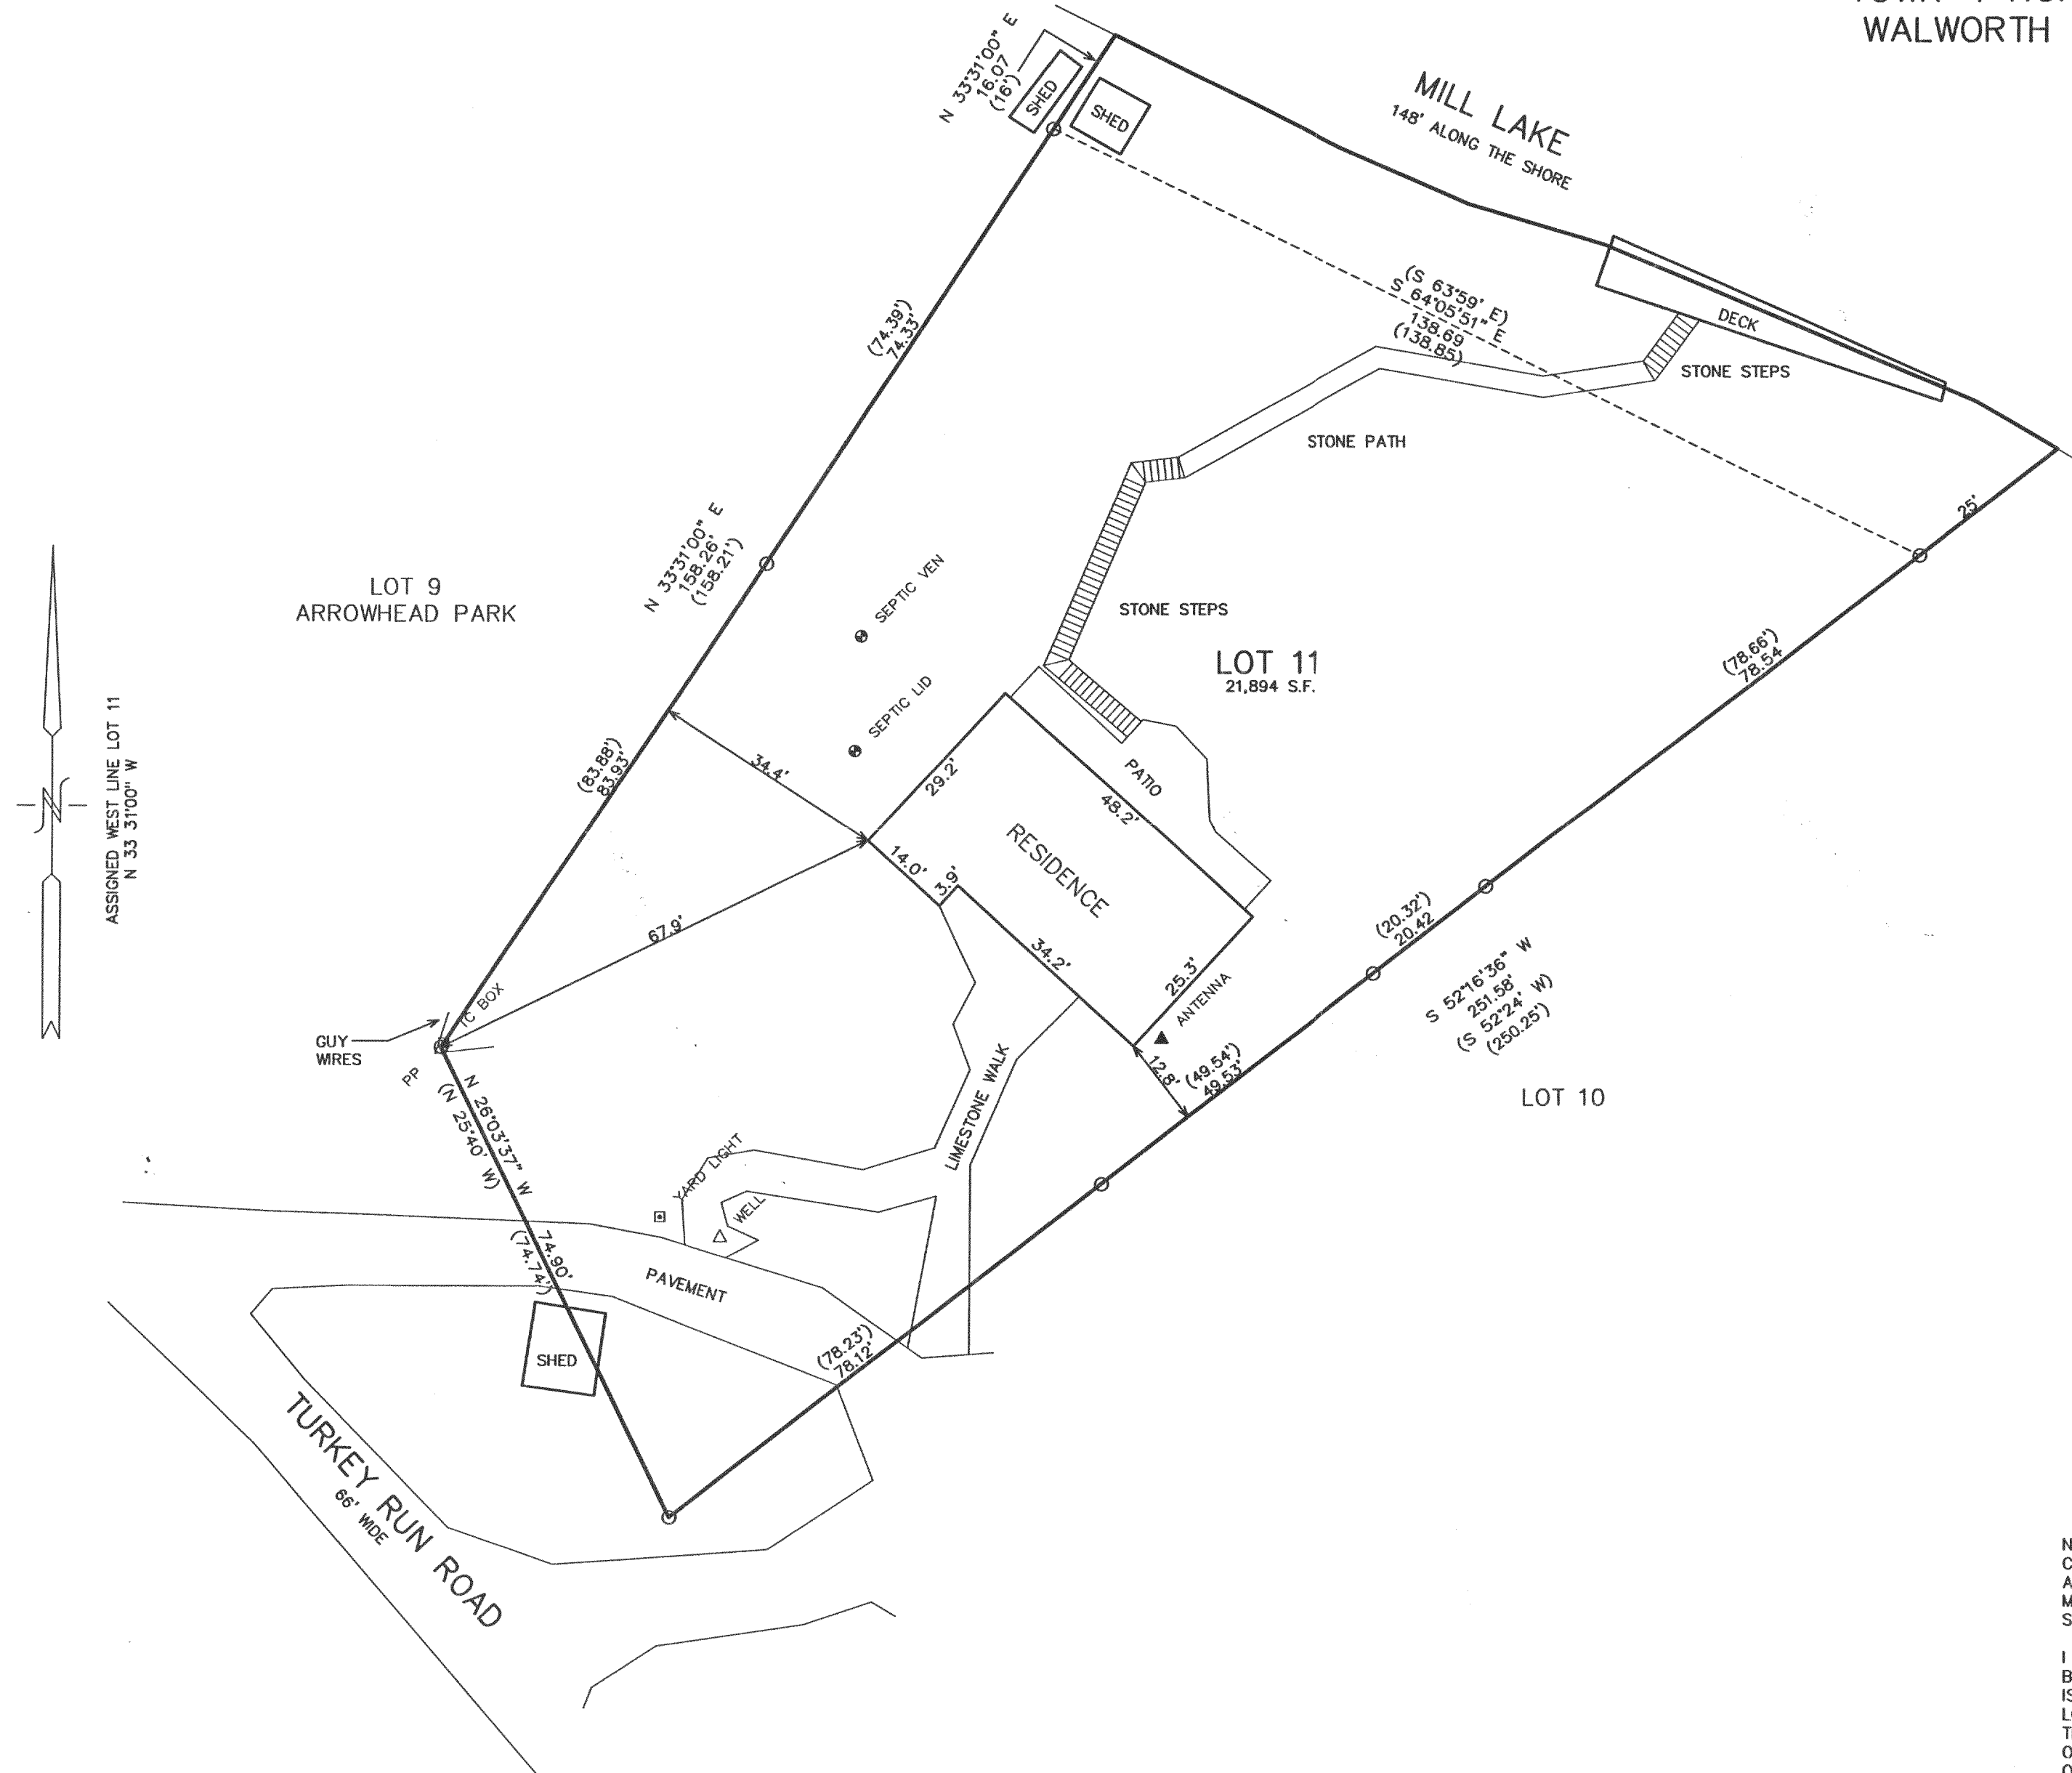 WALWORTH
N 33°31'00" E
16.07
(16')
SHED
SHED
MILL LAKE
148' ALONG THE SHORE
(S 63°59' E)
S 64°05'51" E
138.69
(138.85)
DECK
STONE STEPS
STONE PATH
25'
(74.39')
74.33'
N 33°31'00" E
158.26'
(158.21')
LOT 9
ARROWHEAD PARK
SEPTIC VEN
SEPTIC LID
STONE STEPS
LOT 11
21,894 S.F.
(78.66')
78.54
ASSIGNED WEST LINE LOT 11
N 33 31'00" W
N
(83.88')
83.93'
34.4'
29.2'
PATIO
48.2'
RESIDENCE
14.0'
3.9'
34.2'
25.3'
ANTENNA
67.9'
12.8'
(20.32')
20.42
S 52°16'36" W
251.58'
(S 52°24' W)
(250.25')
(49.54')
49.53'
LOT 10
TC BOX
GUY
WIRES
PP
N 26°03'37" W
(N 25°40' W)
74.90'
(74.74')
LIMESTONE WALK
YARD LIGHT
WELL
PAVEMENT
SHED
(78.23')
78.12'
TURKEY RUN ROAD
66' WIDE